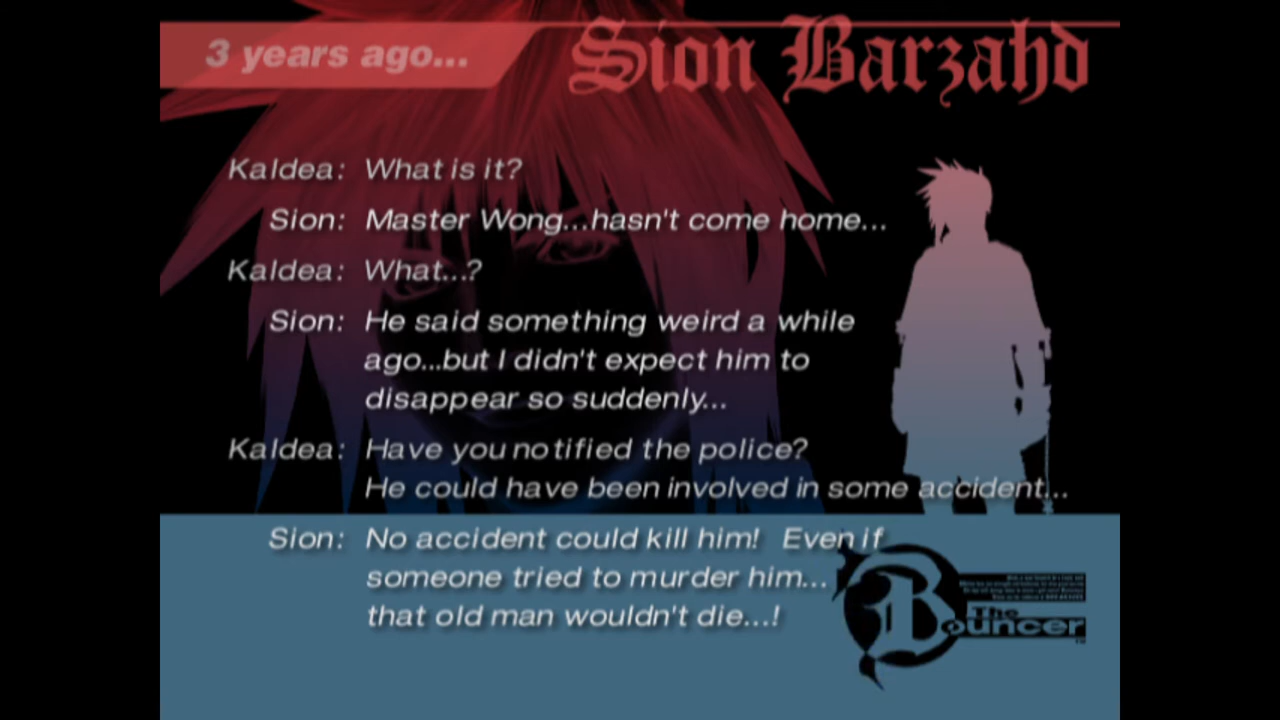 3 years ago...
Sion Barzahd
Kaldea: What is it?
Sion: Master Wong...hasn't come home...
Kaldea: What...?
Sion: He said something weird a while
ago...but I didn't expect him to
disappear so suddenly...
Kaldea: Have you notified the police?
He could have been involved in some accident...
Sion: No accident could kill him! Even if
someone tried to murder him...
that old man wouldn't die...!
The
Bouncer